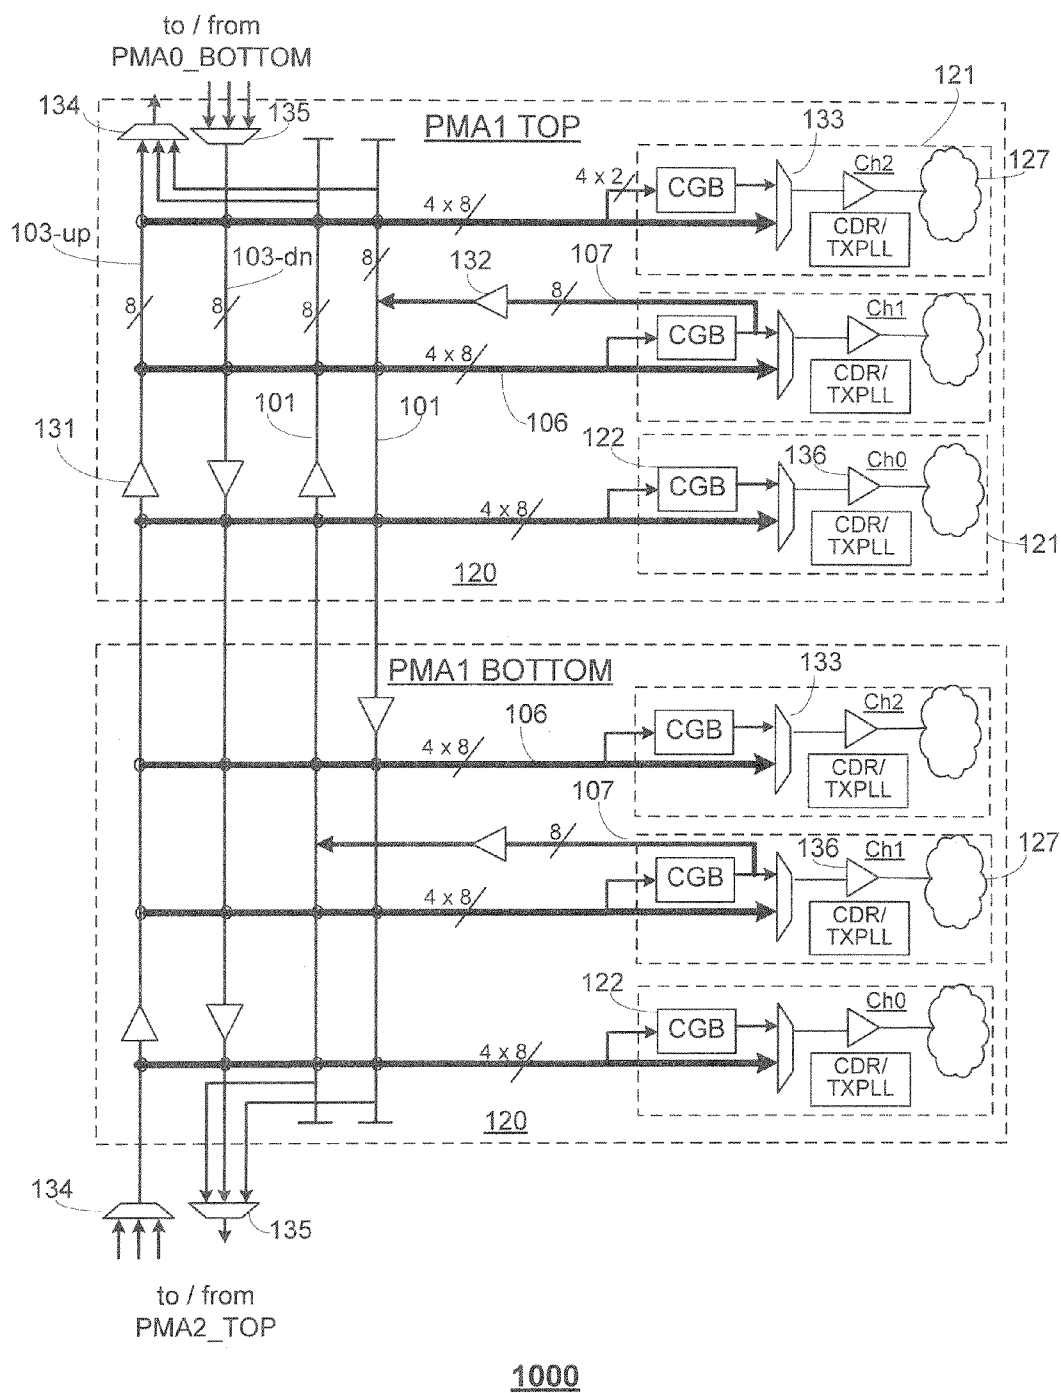 to / from
PMA0_BOTTOM
134
135
PMA1 TOP
121
133
Ch2
127
4 x 2
CGB
4 x 8
CDR/
TXPLL
103-up
103-dn
8
132
107
8
8
8
8
Ch1
CGB
4 x 8
CDR/
TXPLL
101
101
106
131
122
136
Ch0
CGB
4 x 8
CDR/
TXPLL
121
120
PMA1 BOTTOM
133
106
Ch2
CGB
4 x 8
CDR/
TXPLL
107
8
136
Ch1
127
CGB
4 x 8
CDR/
TXPLL
122
Ch0
CGB
4 x 8
CDR/
TXPLL
120
134
135
to / from
PMA2_TOP
1000